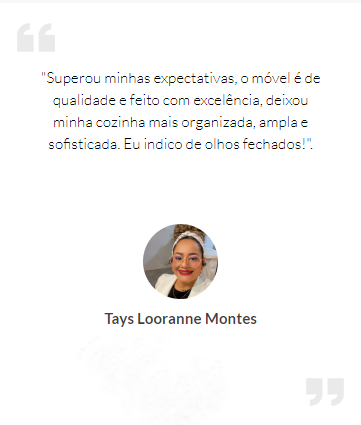 "Superou minhas expectativas, o móvel é de
qualidade e feito com excelência, deixou
minha cozinha mais organizada, ampla e
sofisticada. Eu indico de olhos fechados!".
Tays Looranne Montes